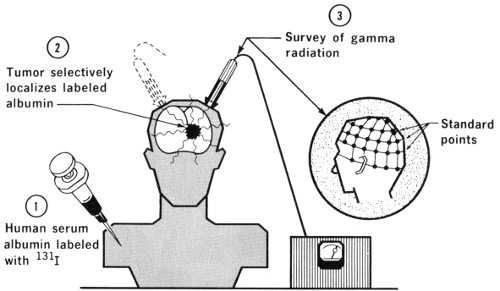 3
Survey of gamma
radiation
2
Tumor selectively
localizes labeled
albumin
Standard
points
1
Human serum
albumin labeled
with ¹³¹I